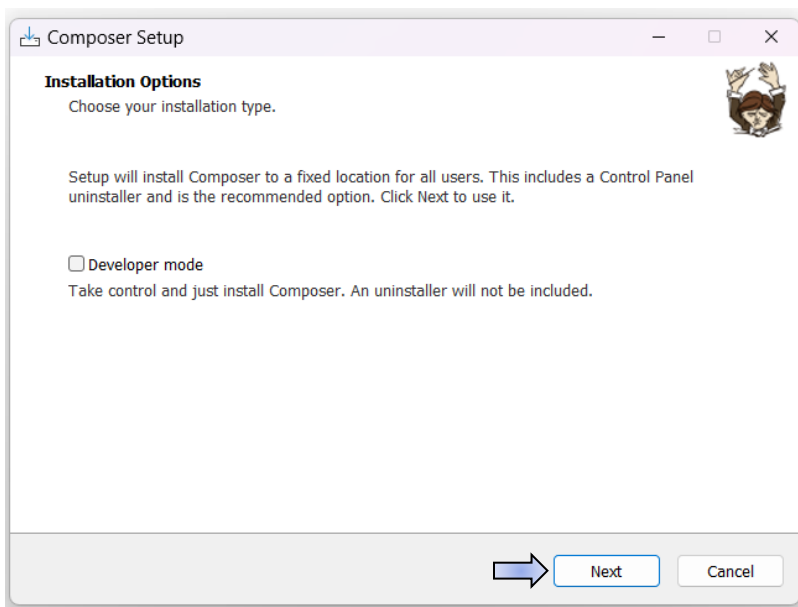 Composer Setup
Installation Options
Choose your installation type.
Setup will install Composer to a fixed location for all users. This includes a Control Panel
uninstaller and is the recommended option. Click Next to use it.
Developer mode
Take control and just install Composer. An uninstaller will not be included.
Next
Cancel